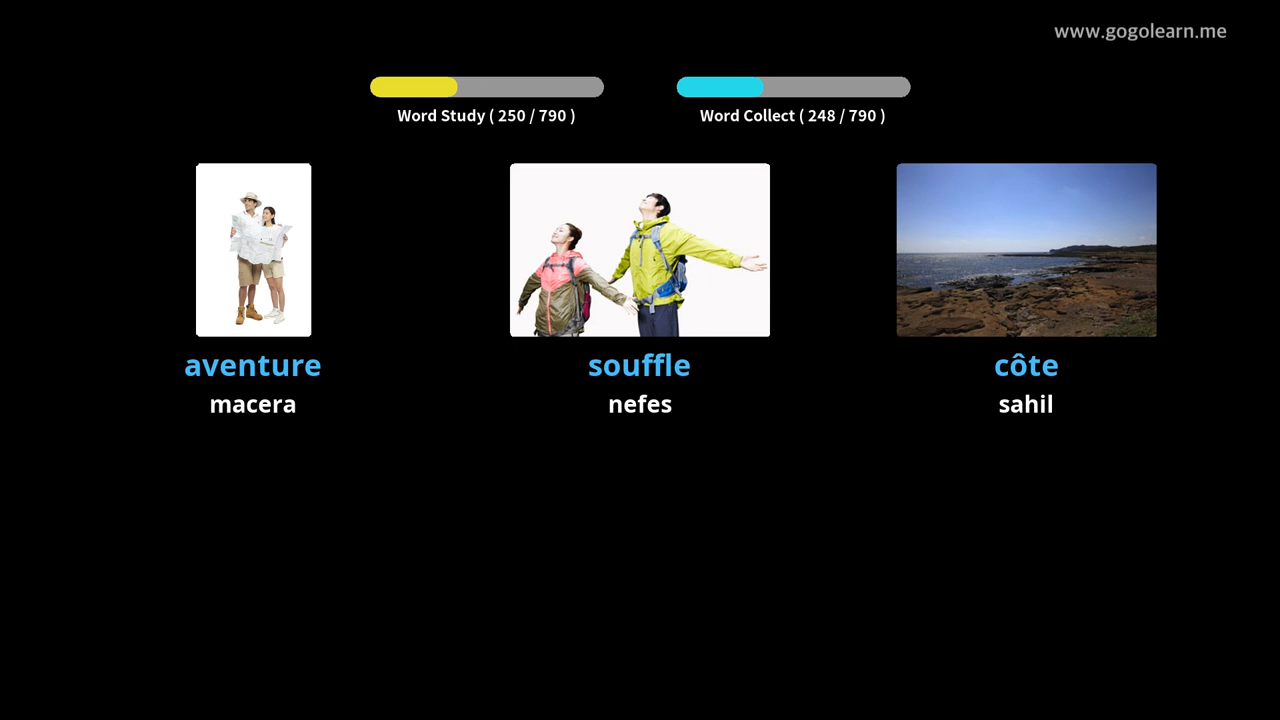 www.gogolearn.me
Word Study ( 250 / 790 )
Word Collect ( 248 / 790 )
aventure
macera
souffle
nefes
côte
sahil